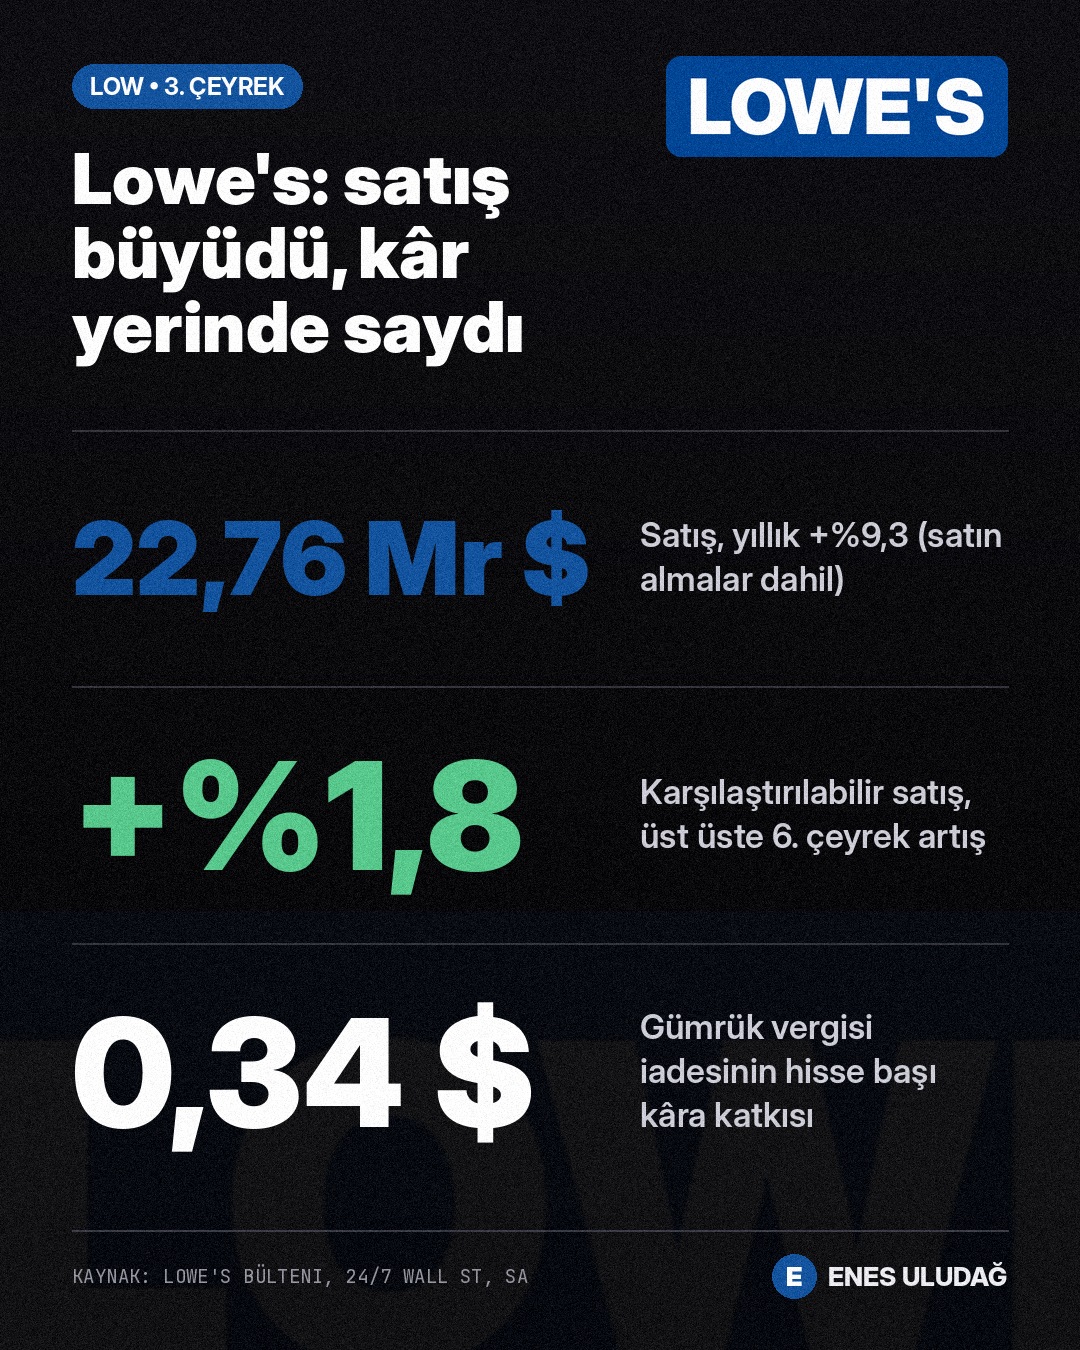 LOW • 3. ÇEYREK
LOWE'S
Lowe's: satış
büyüdü, kâr
yerinde saydı
22,76 Mr $
Satış, yıllık +%9,3 (satın
almalar dahil)
+%1,8
Karşılaştırılabilir satış,
üst üste 6. çeyrek artış
0,34 $
Gümrük vergisi
iadesinin hisse başı
kâra katkısı
KAYNAK: LOWE'S BÜLTENI, 24/7 WALL ST, SA
E ENES ULUDAĞ
LOW